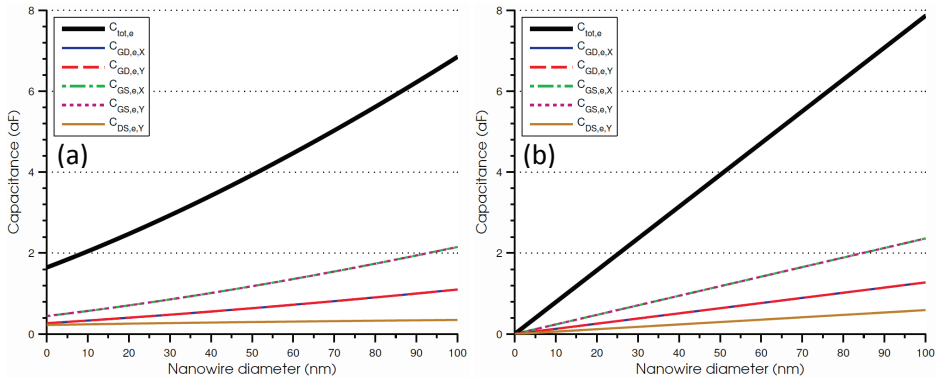 8
6
4
2
0
Capacitance (aF)
C_tot,e
C_GD,e,X
C_GD,e,Y
C_GS,e,X
C_GS,e,Y
C_DS,e,Y
(a)
0 10 20 30 40 50 60 70 80 90 100
Nanowire diameter (nm)
8
6
4
2
0
Capacitance (aF)
C_tot,e
C_GD,e,X
C_GD,e,Y
C_GS,e,X
C_GS,e,Y
C_DS,e,Y
(b)
0 10 20 30 40 50 60 70 80 90 100
Nanowire diameter (nm)